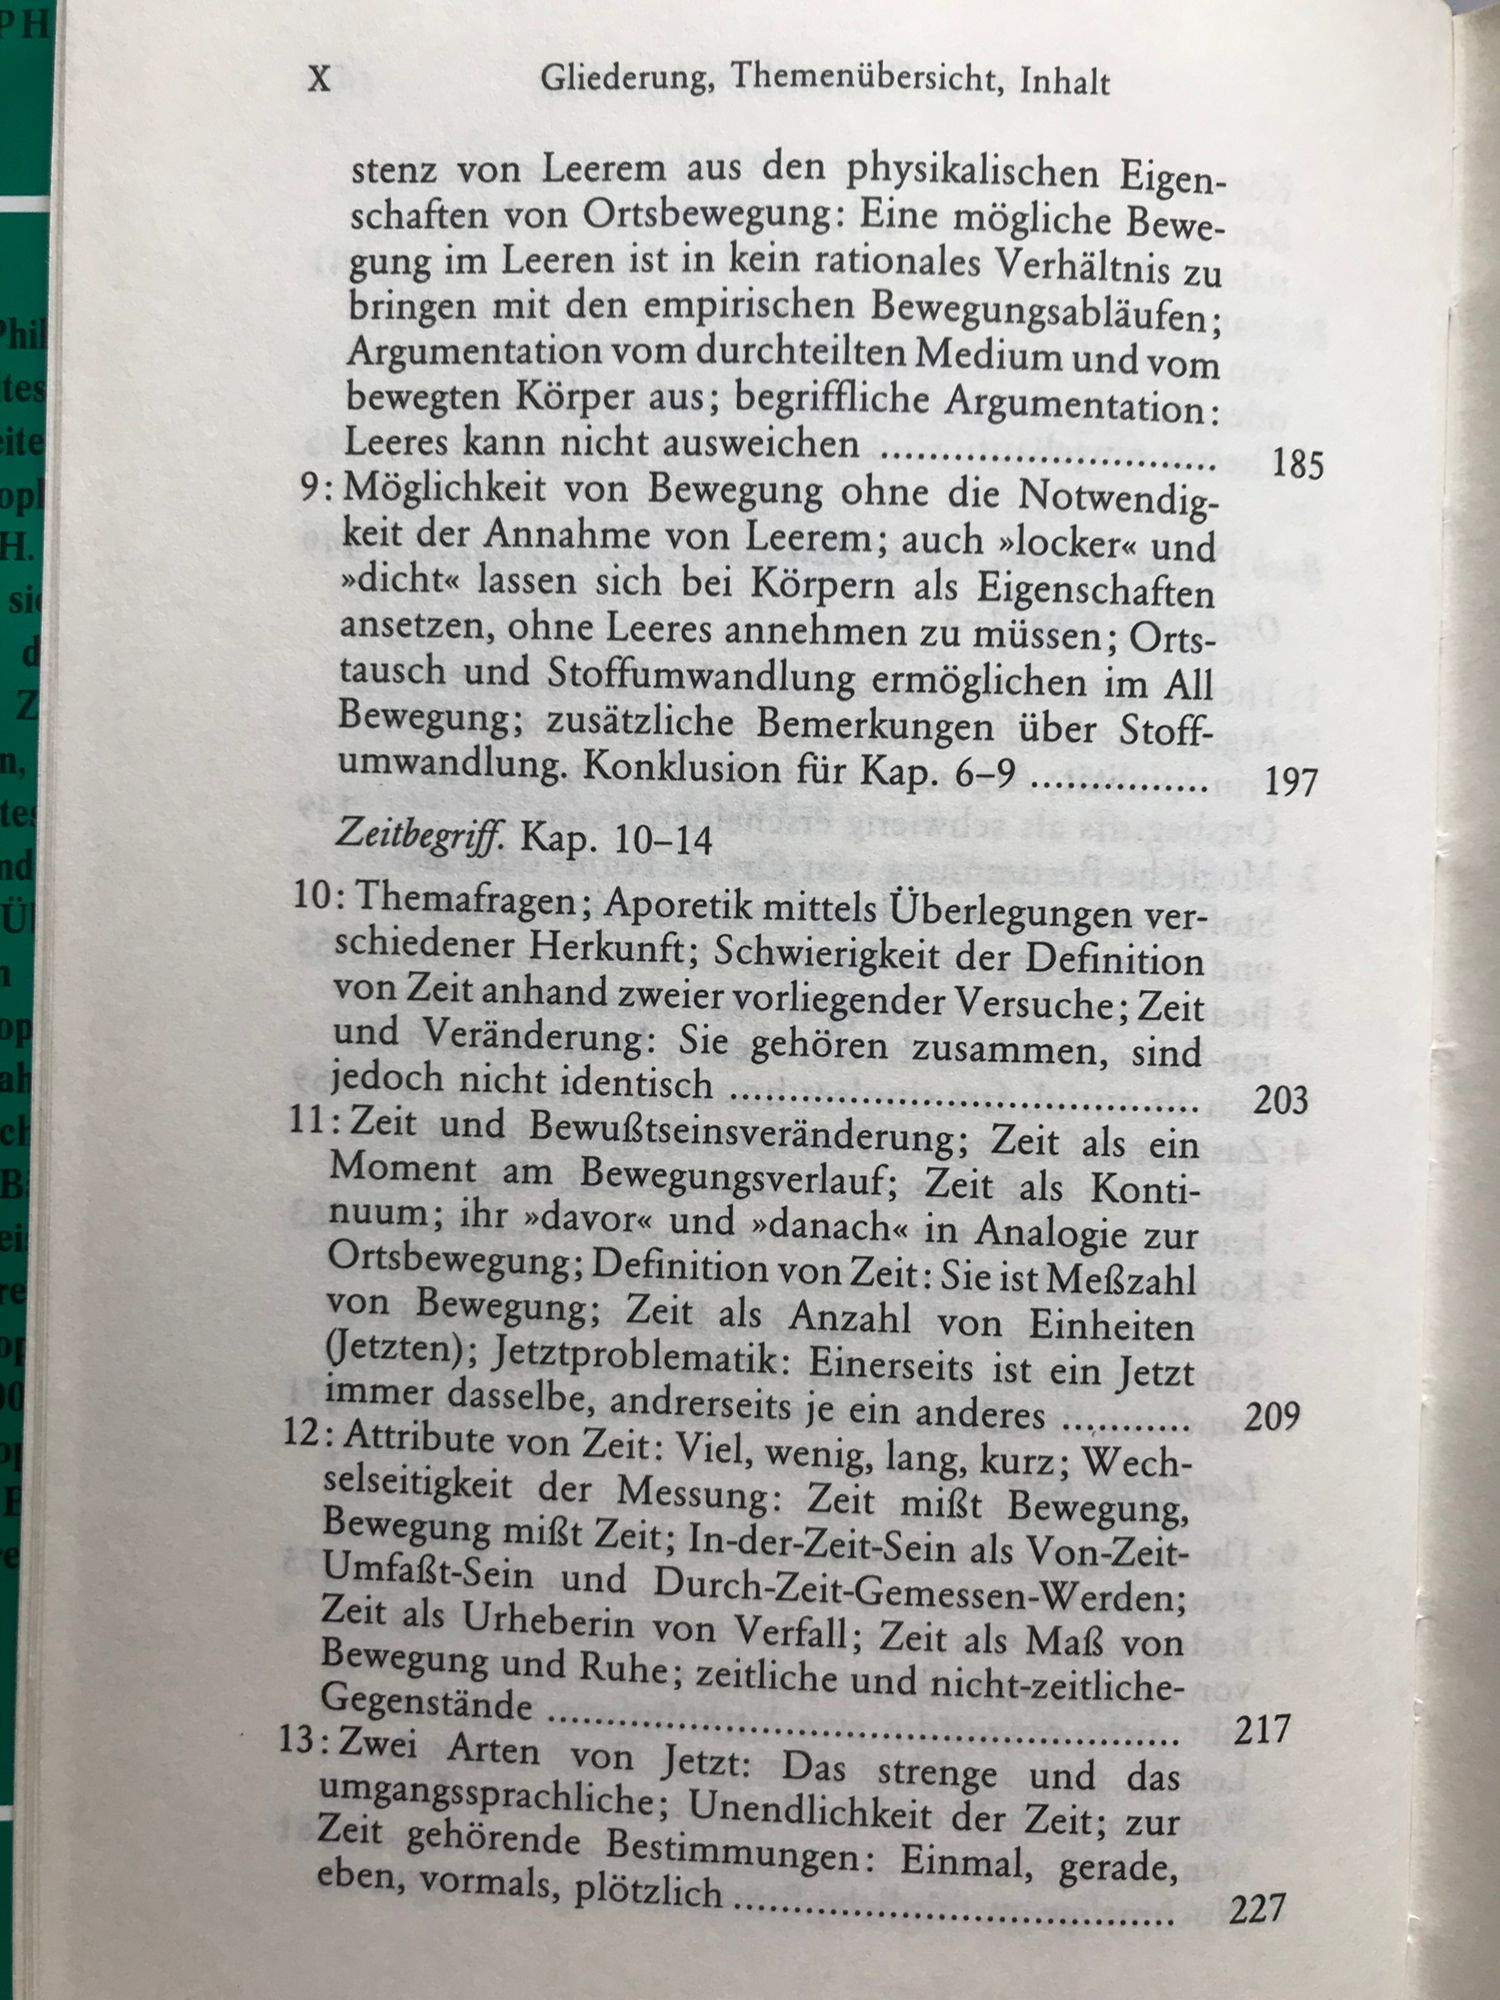 X Gliederung, Themenübersicht, Inhalt
stenz von Leerem aus den physikalischen Eigen-
schaften von Ortsbewegung: Eine mögliche Bewe-
gung im Leeren ist in kein rationales Verhältnis zu
bringen mit den empirischen Bewegungsabläufen;
Argumentation vom durchteilten Medium und vom
bewegten Körper aus; begriffliche Argumentation:
Leeres kann nicht ausweichen ............................ 185
9: Möglichkeit von Bewegung ohne die Notwendig-
keit der Annahme von Leerem; auch »locker« und
»dicht« lassen sich bei Körpern als Eigenschaften
ansetzen, ohne Leeres annehmen zu müssen; Orts-
tausch und Stoffumwandlung ermöglichen im All
Bewegung; zusätzliche Bemerkungen über Stoff-
umwandlung. Konklusion für Kap. 6–9 ............... 197
Zeitbegriff. Kap. 10–14
10: Themafragen; Aporetik mittels Überlegungen ver-
schiedener Herkunft; Schwierigkeit der Definition
von Zeit anhand zweier vorliegender Versuche; Zeit
und Veränderung: Sie gehören zusammen, sind
jedoch nicht identisch ....................................... 203
11: Zeit und Bewußtseinsveränderung; Zeit als ein
Moment am Bewegungsverlauf; Zeit als Konti-
nuum; ihr »davor« und »danach« in Analogie zur
Ortsbewegung; Definition von Zeit: Sie ist Meßzahl
von Bewegung; Zeit als Anzahl von Einheiten
(Jetzten); Jetztproblematik: Einerseits ist ein Jetzt
immer dasselbe, andrerseits je ein anderes ........... 209
12: Attribute von Zeit: Viel, wenig, lang, kurz; Wech-
selseitigkeit der Messung: Zeit mißt Bewegung,
Bewegung mißt Zeit; In-der-Zeit-Sein als Von-Zeit-
Umfaßt-Sein und Durch-Zeit-Gemessen-Werden;
Zeit als Urheberin von Verfall; Zeit als Maß von
Bewegung und Ruhe; zeitliche und nicht-zeitliche-
Gegenstände ..................................................... 217
13: Zwei Arten von Jetzt: Das strenge und das
umgangssprachliche; Unendlichkeit der Zeit; zur
Zeit gehörende Bestimmungen: Einmal, gerade,
eben, vormals, plötzlich ..................................... 227